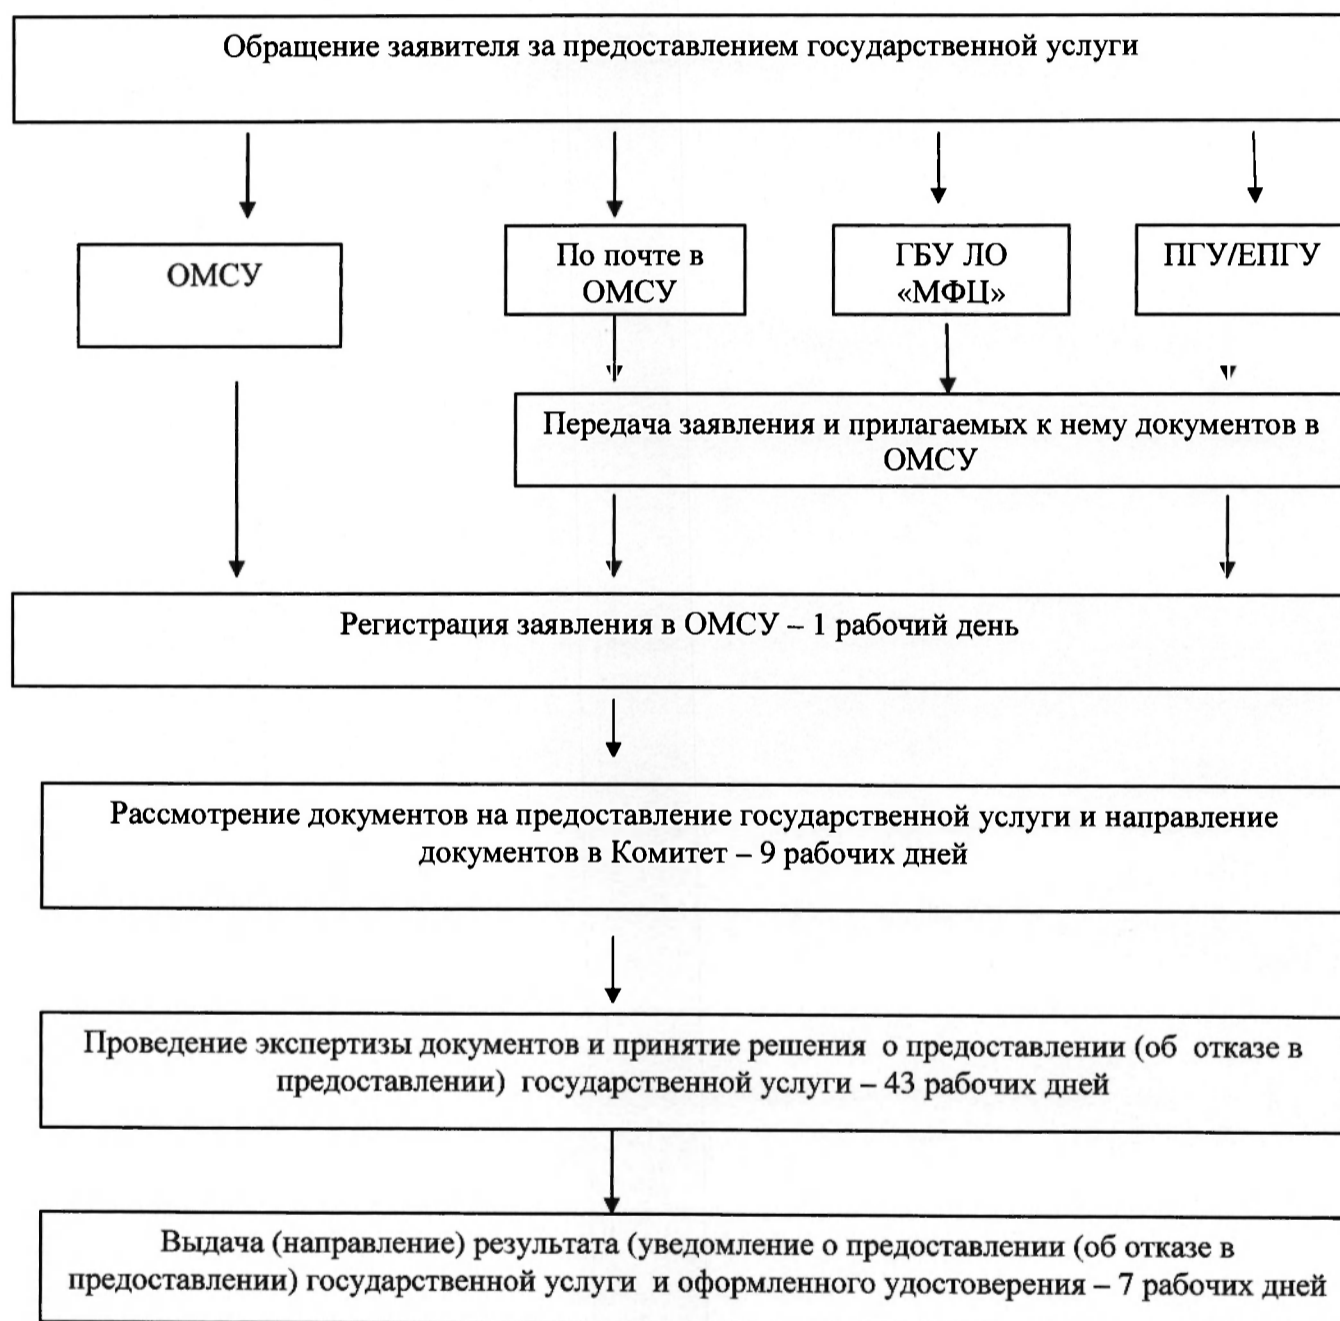 Обращение заявителя за предоставлением государственной услуги
ОМСУ
По почте в
ОМСУ
ГБУ ЛО
«МФЦ»
ПГУ/ЕПГУ
Передача заявления и прилагаемых к нему документов в
ОМСУ
Регистрация заявления в ОМСУ – 1 рабочий день
Рассмотрение документов на предоставление государственной услуги и направление
документов в Комитет – 9 рабочих дней
Проведение экспертизы документов и принятие решения о предоставлении (об отказе в
предоставлении) государственной услуги – 43 рабочих дней
Выдача (направление) результата (уведомление о предоставлении (об отказе в
предоставлении) государственной услуги и оформленного удостоверения – 7 рабочих дней